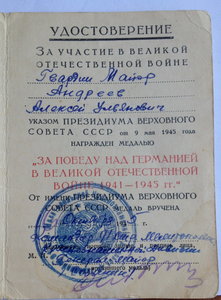 УДОСТОВЕРЕНИЕ
ЗА УЧАСТИЕ В ВЕЛИКОЙ
ОТЕЧЕСТВЕННОЙ ВОЙНЕ
Гвардии Майор
Андреев
Алексей Ульянович
УКАЗОМ ПРЕЗИДИУМА ВЕРХОВНОГО
СОВЕТА СССР от 9 мая 1945 года
НАГРАЖДЕН МЕДАЛЬЮ
„ЗА ПОБЕДУ НАД ГЕРМАНИЕЙ
В ВЕЛИКОЙ ОТЕЧЕСТВЕННОЙ
ВОЙНЕ 1941—1945 гг."
ОТ ИМЕНИ ПРЕЗИДИУМА ВЕРХОВНОГО
СОВЕТА СССР МЕДАЛЬ ВРУЧЕНА
М.
Генерал-майор